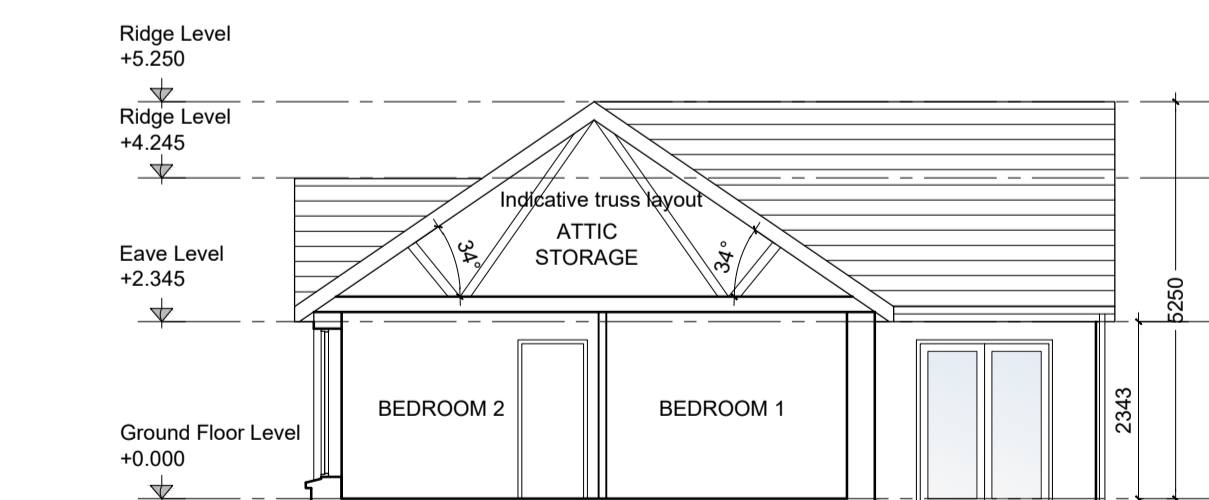 Ridge Level
+5.250
Ridge Level
+4.245
Indicative truss layout
ATTIC
STORAGE
34°
34°
Eave Level
+2.345
5250
BEDROOM 2
BEDROOM 1
2343
Ground Floor Level
+0.000